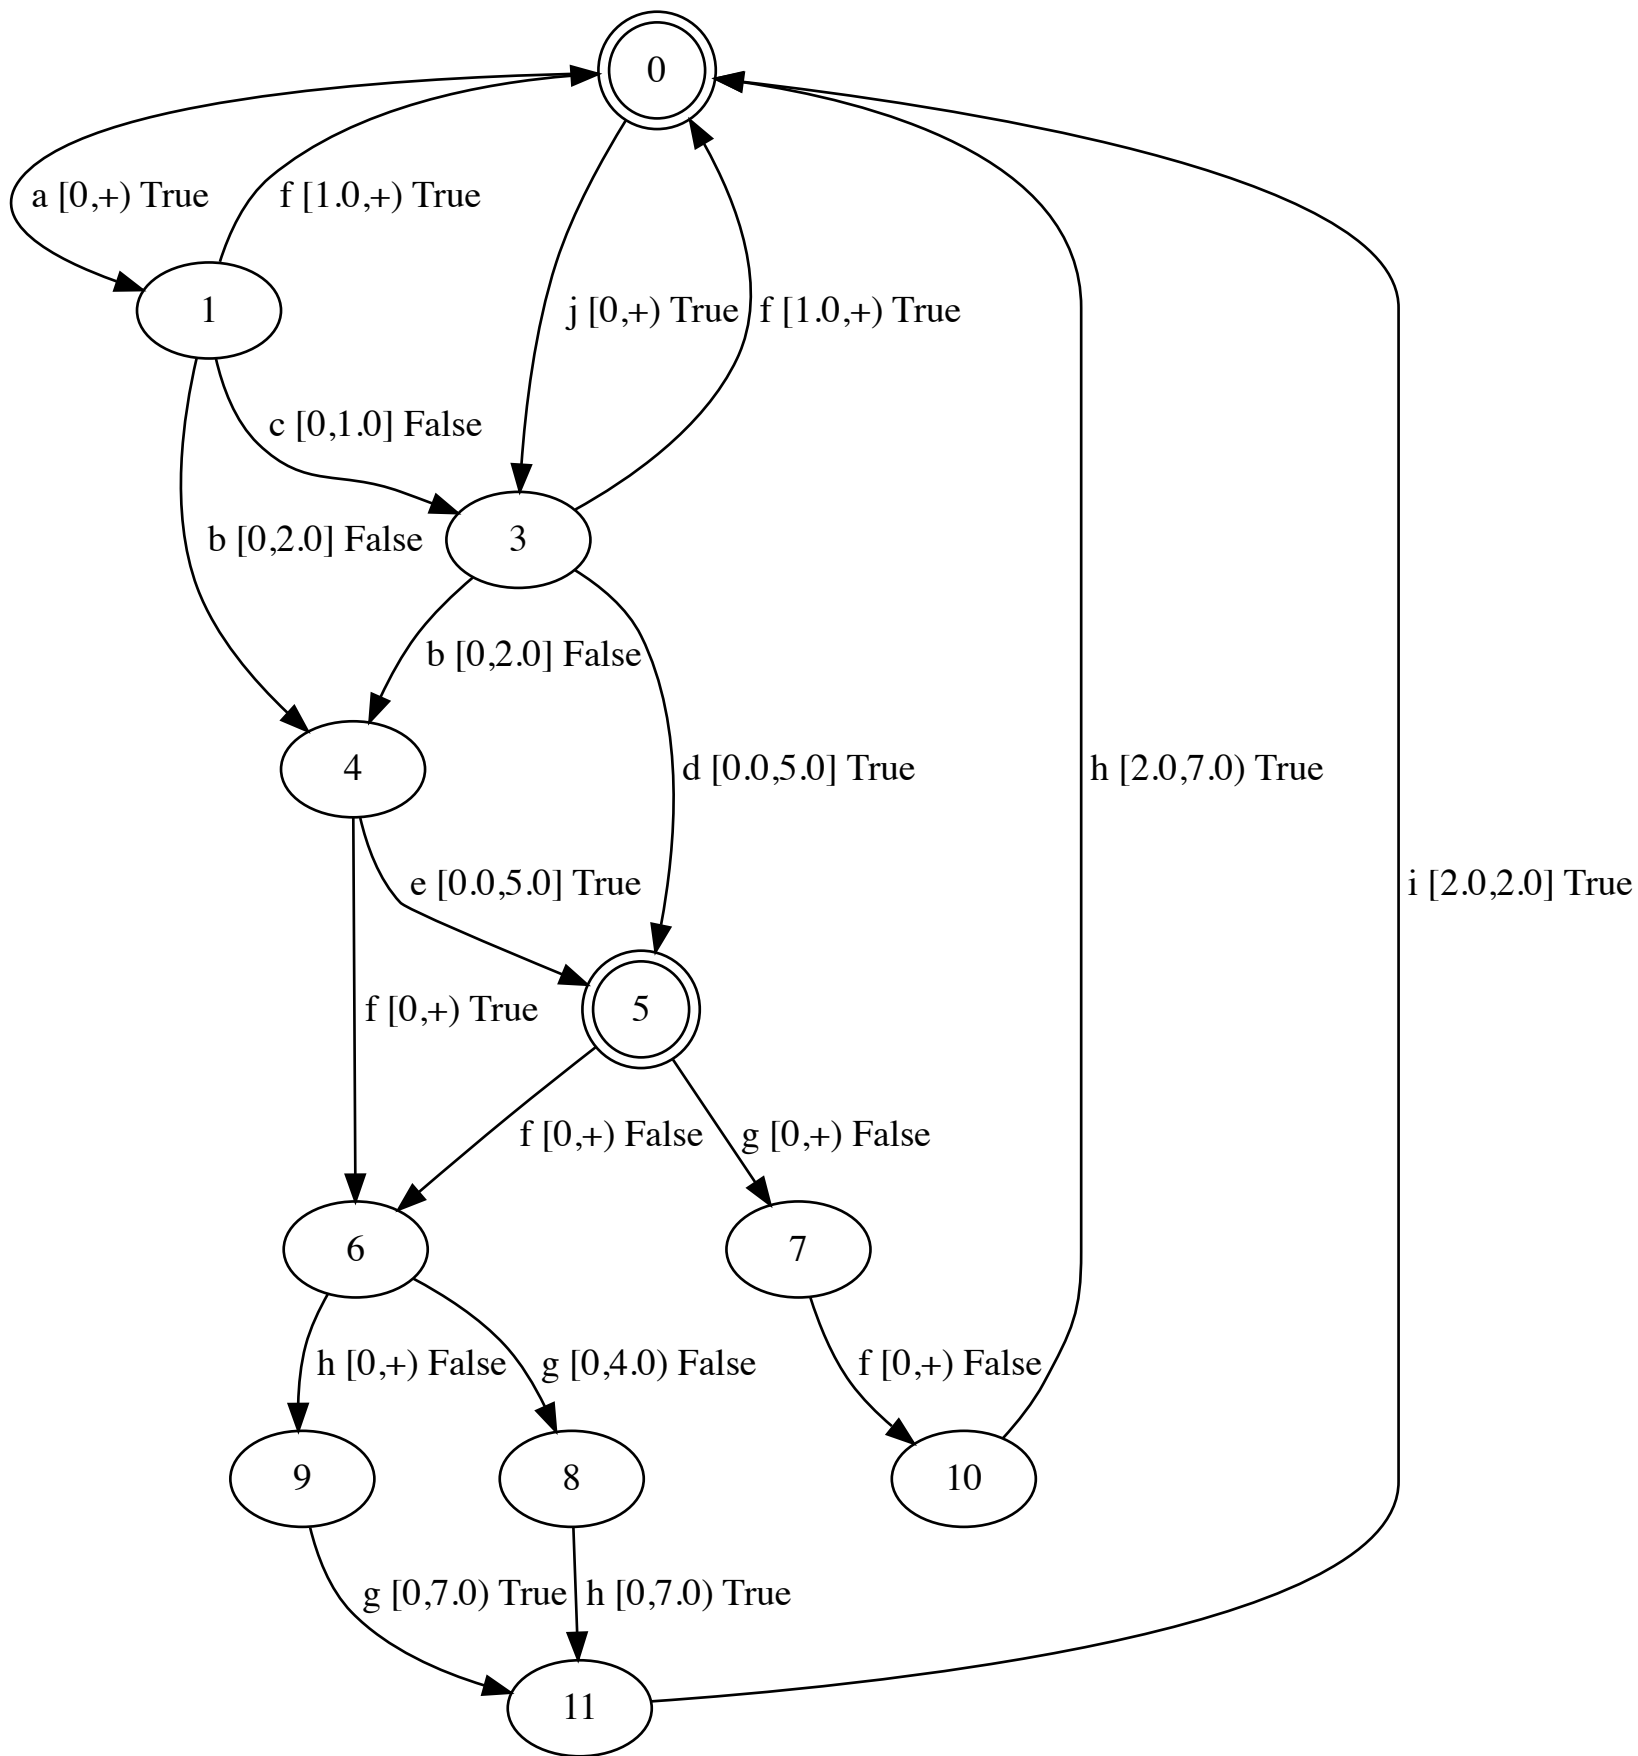 0
a [0,+) True
f [1.0,+) True
1
j [0,+) True
f [1.0,+) True
c [0,1.0] False
b [0,2.0] False
3
b [0,2.0] False
4
d [0.0,5.0] True
h [2.0,7.0) True
e [0.0,5.0] True
i [2.0,2.0] True
f [0,+) True
5
f [0,+) False
g [0,+) False
6
7
h [0,+) False
g [0,4.0) False
f [0,+) False
9
8
10
g [0,7.0) True
h [0,7.0) True
11